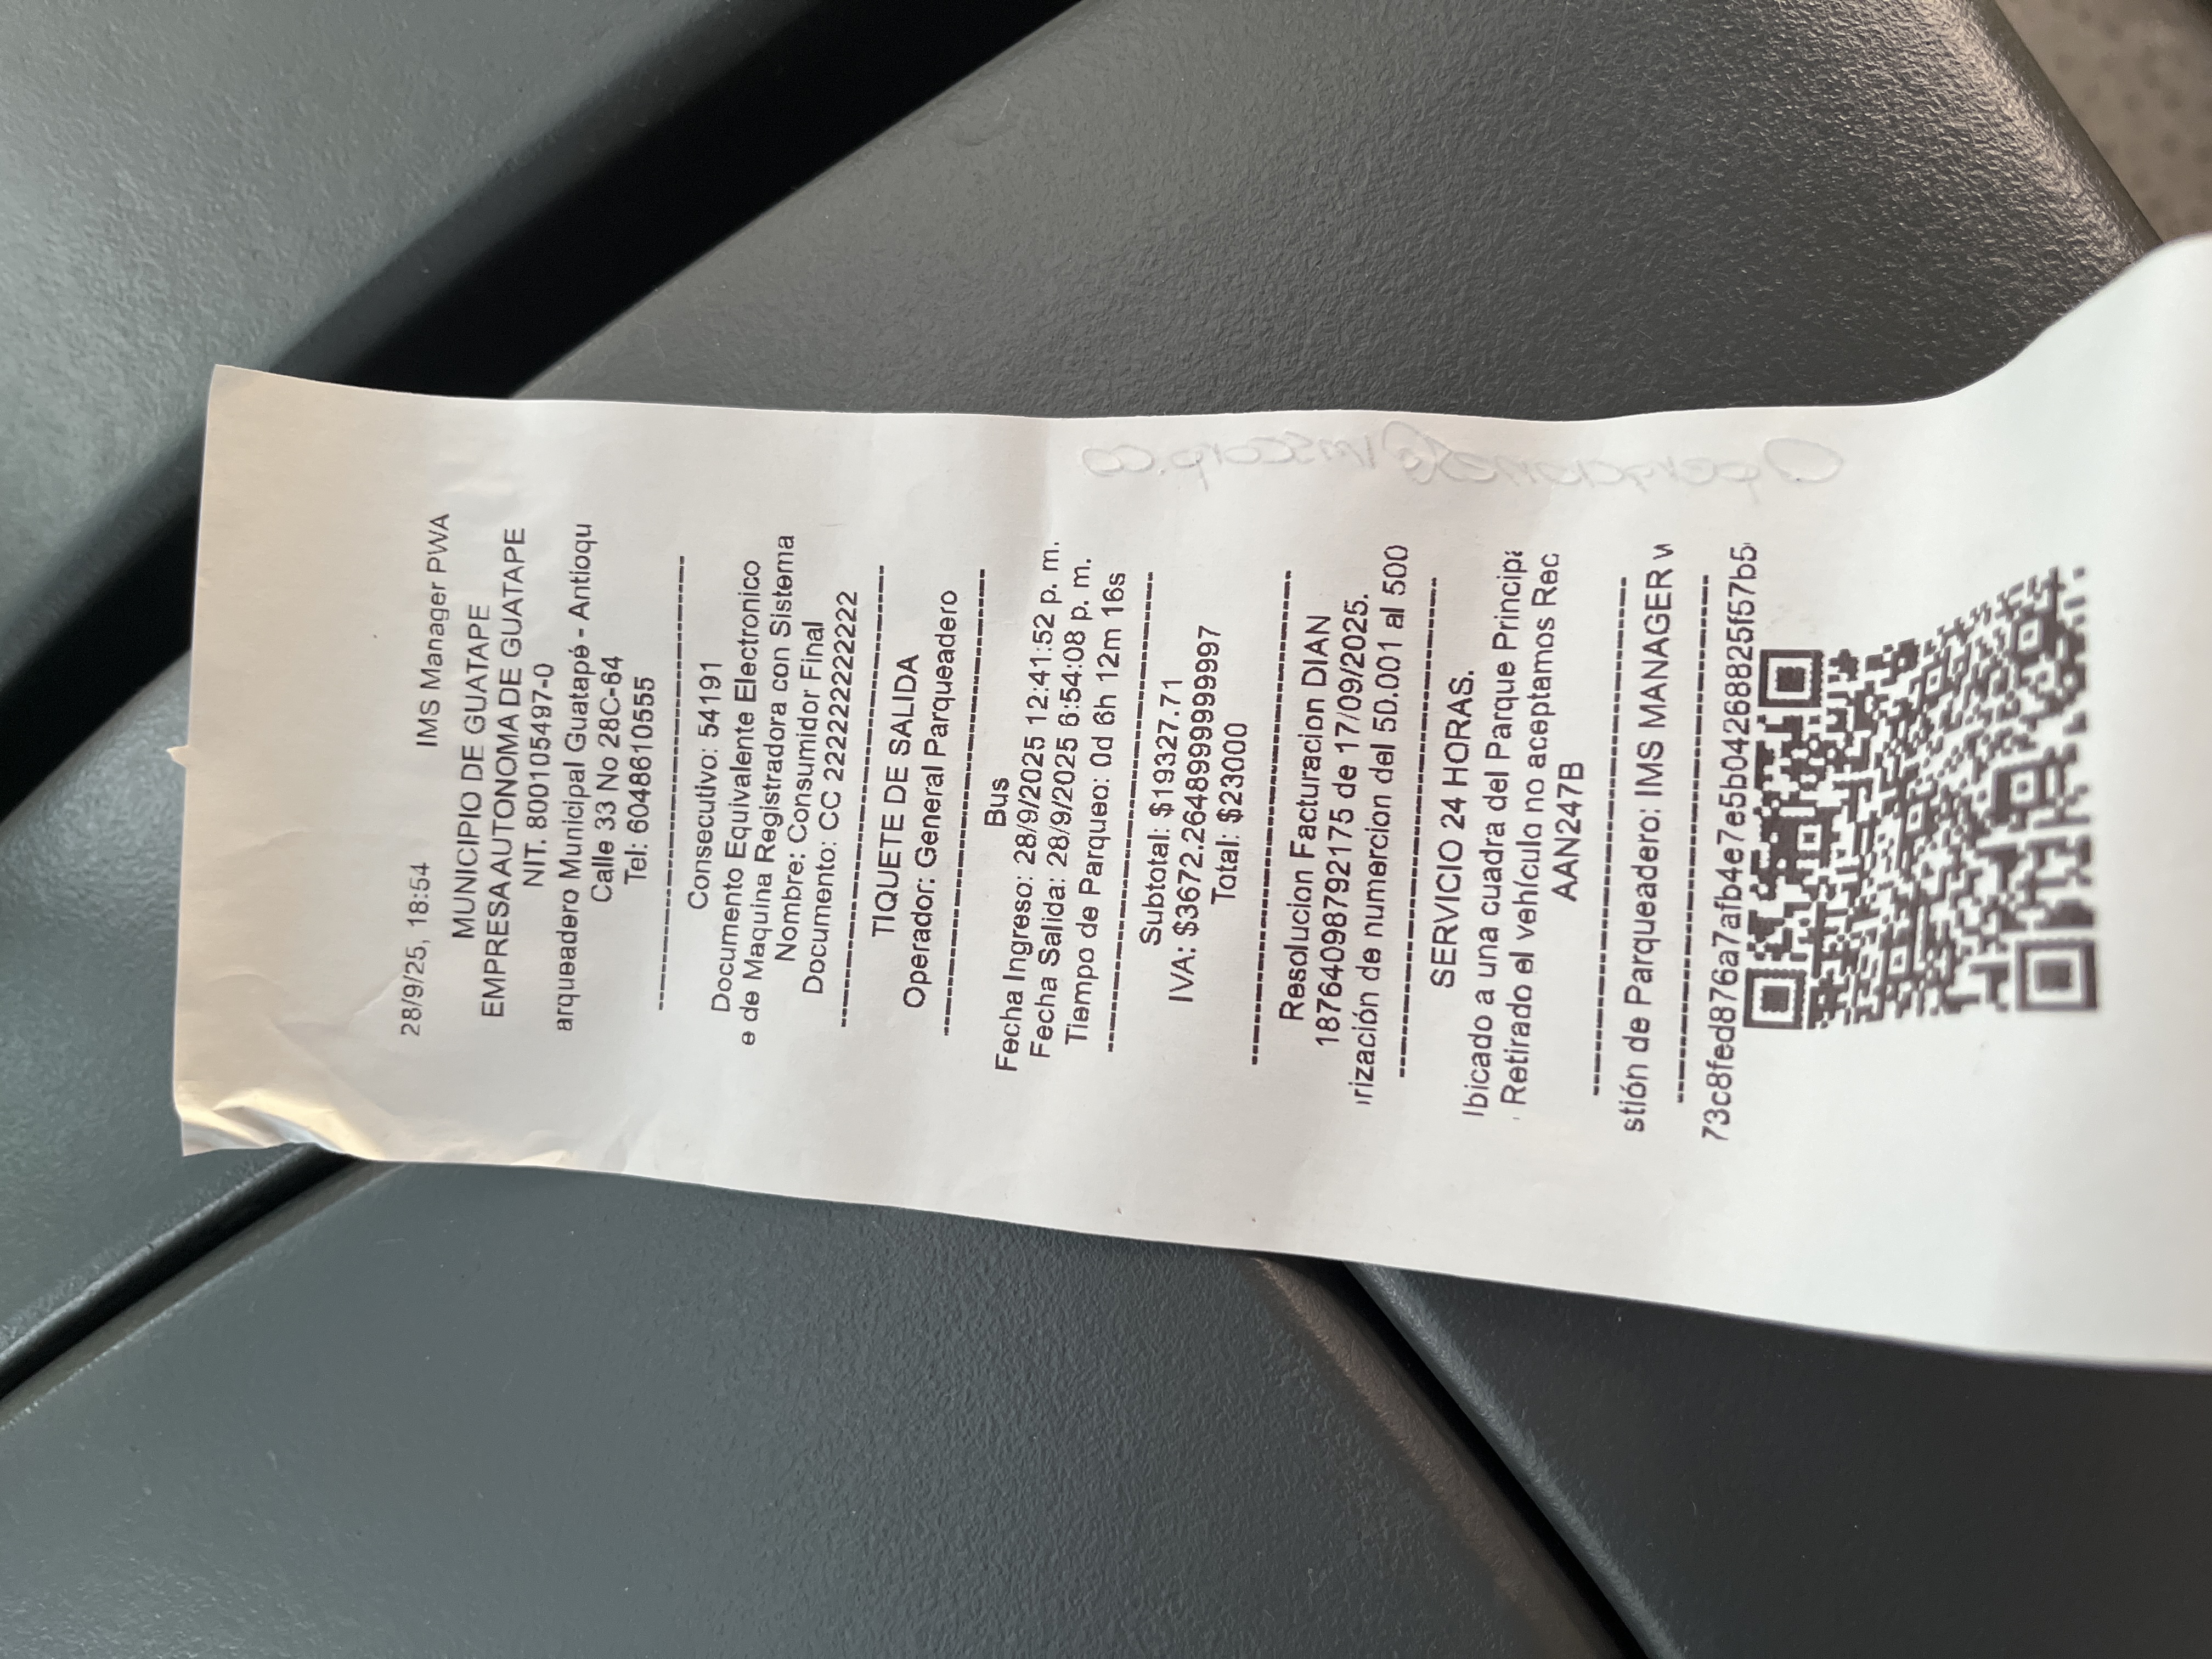 28/9/25, 18:54 IMS Manager PWA
MUNICIPIO DE GUATAPE
EMPRESA AUTONOMA DE GUATAPE
NIT. 800105497-0
arqueadero Municipal Guatapé - Antioqu
Calle 33 No 28C-64
Tel: 6048610555
Consecutivo: 54191
Documento Equivalente Electronico
e de Maquina Registradora con Sistema
Nombre: Consumidor Final
Documento: CC 222222222222
TIQUETE DE SALIDA
Operador: General Parqueadero
Bus
Fecha Ingreso: 28/9/2025 12:41:52 p. m.
Fecha Salida: 28/9/2025 6:54:08 p. m.
Tiempo de Parqueo: 0d 6h 12m 16s
Subtotal: $19327.71
IVA: $3672.2648999999997
Total: $23000
Resolucion Facturacion DIAN
18764098792175 de 17/09/2025.
rización de numercion del 50.001 al 500
SERVICIO 24 HORAS.
bicado a una cuadra del Parque Principa
Retirado el vehículo no aceptamos Rec
AAN247B
stión de Parqueadero: IMS MANAGER
73c8fed876a7afb4e7e5b04268825f57b5